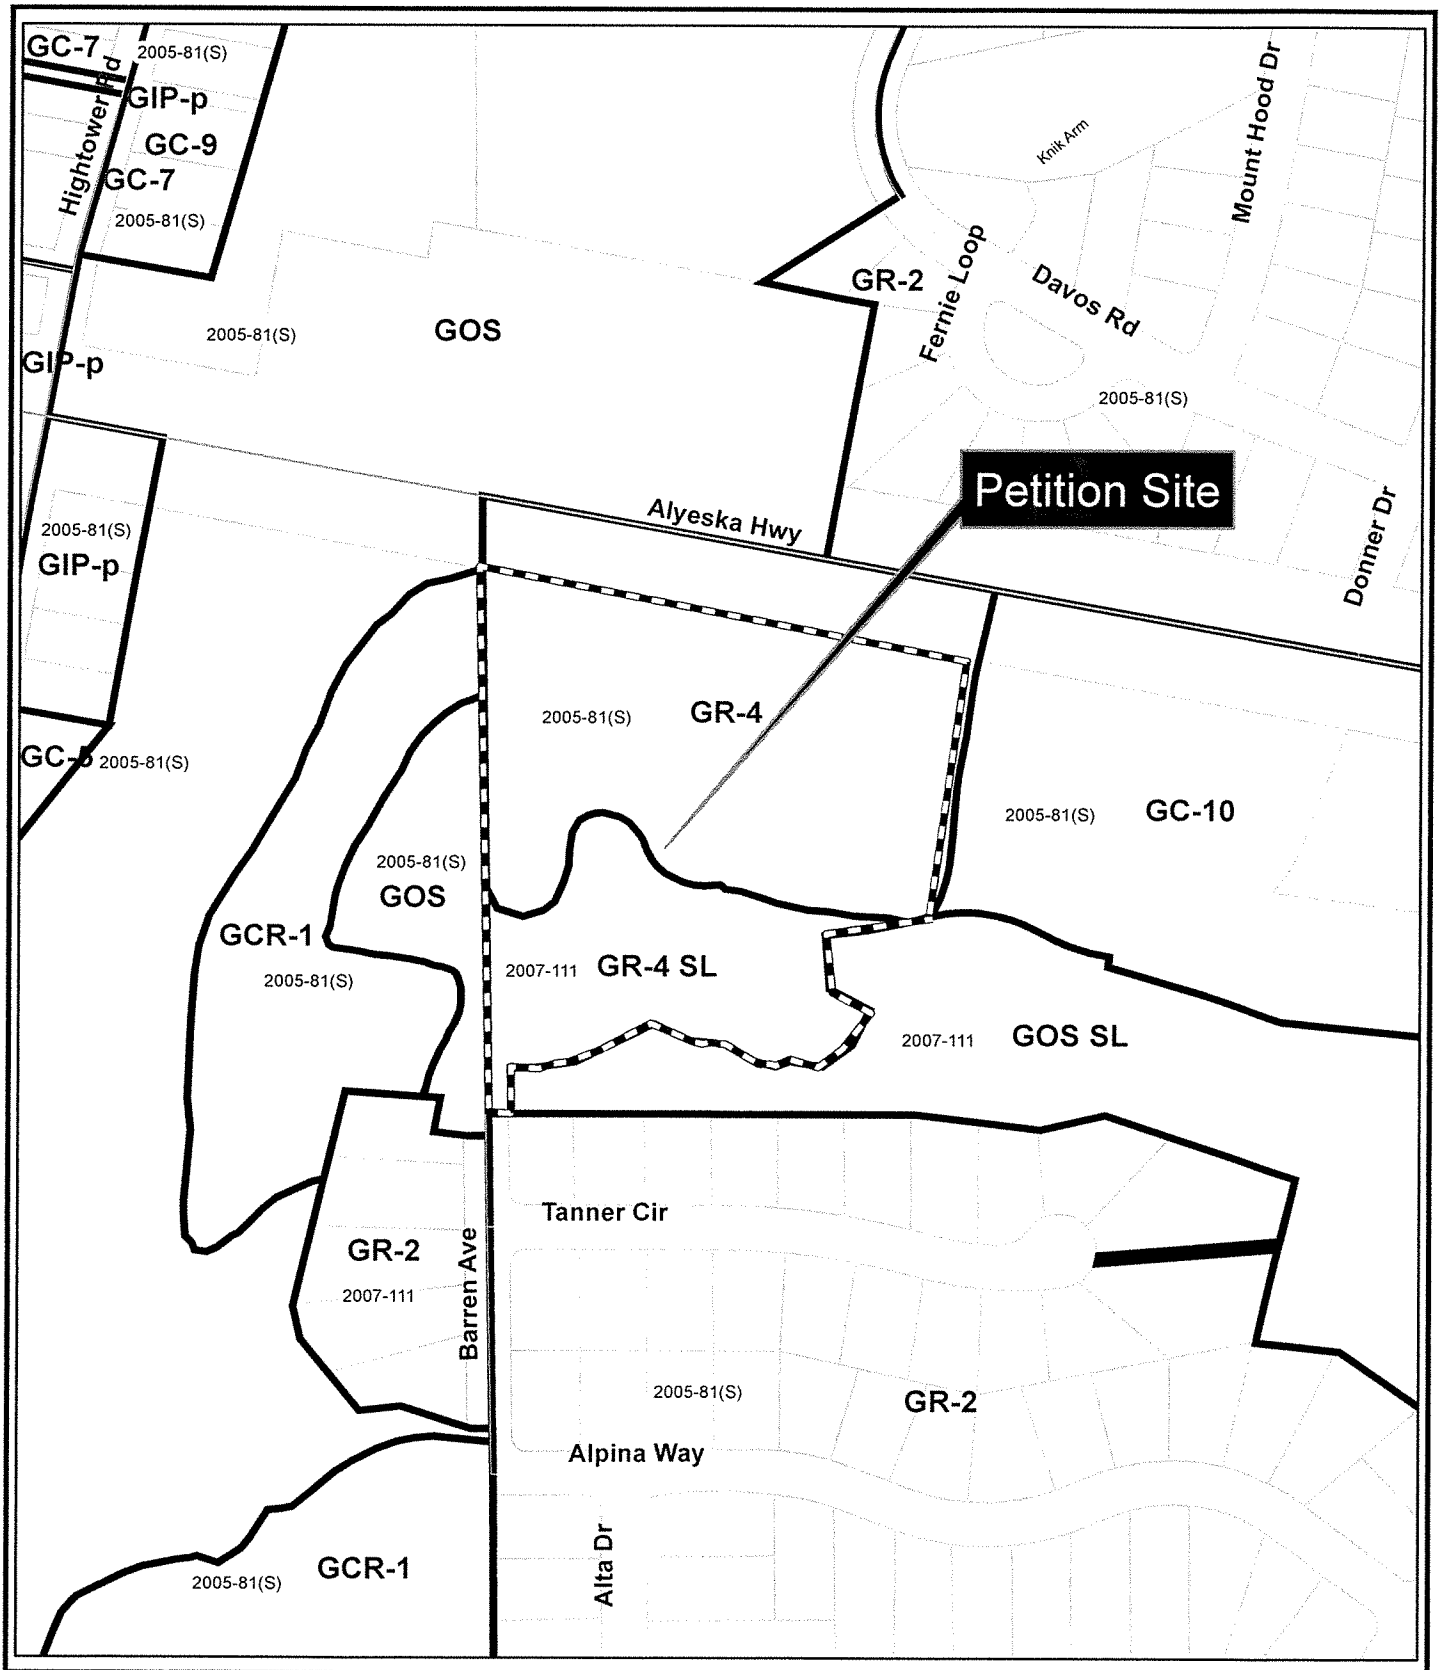 GC-7
2005-81(S)
Hightower Rd
GIP-p
GC-9
GC-7
2005-81(S)
Knik Arm
Mount Hood Dr
GR-2
Fernie Loop
Davos Rd
2005-81(S)
GOS
GIP-p
2005-81(S)
Petition Site
Alyeska Hwy
Donner Dr
2005-81(S)
GIP-p
2005-81(S)
GR-4
GC-5
2005-81(S)
2005-81(S)
GC-10
2005-81(S)
GOS
GCR-1
2005-81(S)
2007-111
GR-4 SL
2007-111
GOS SL
Tanner Cir
GR-2
2007-111
Barren Ave
2005-81(S)
GR-2
Alpina Way
Alta Dr
GCR-1
2005-81(S)